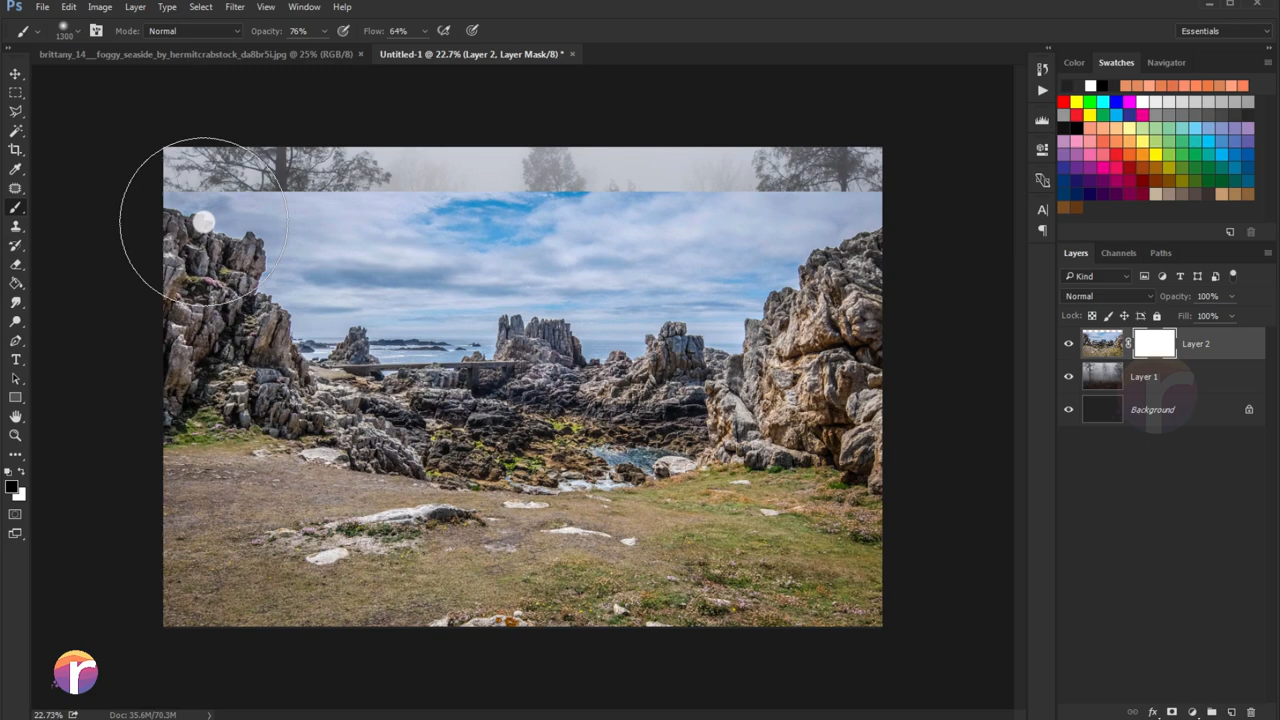 Ps File Edit Image Layer Type Select Filter View Window Help
1300 Mode: Normal Opacity: 76% Flow: 64% Essentials
brittany_14__foggy_seaside_by_hermitcrabstock_da8br5i.jpg @ 25% (RGB/8) × Untitled-1 @ 22.7% (Layer 2, Layer Mask/8) * ×
Color Swatches Navigator
Layers Channels Paths
Kind
Normal Opacity: 100%
Lock: Fill: 100%
Layer 2
Layer 1
Background
r
22.73% Doc: 35.6M/70.3M
fx